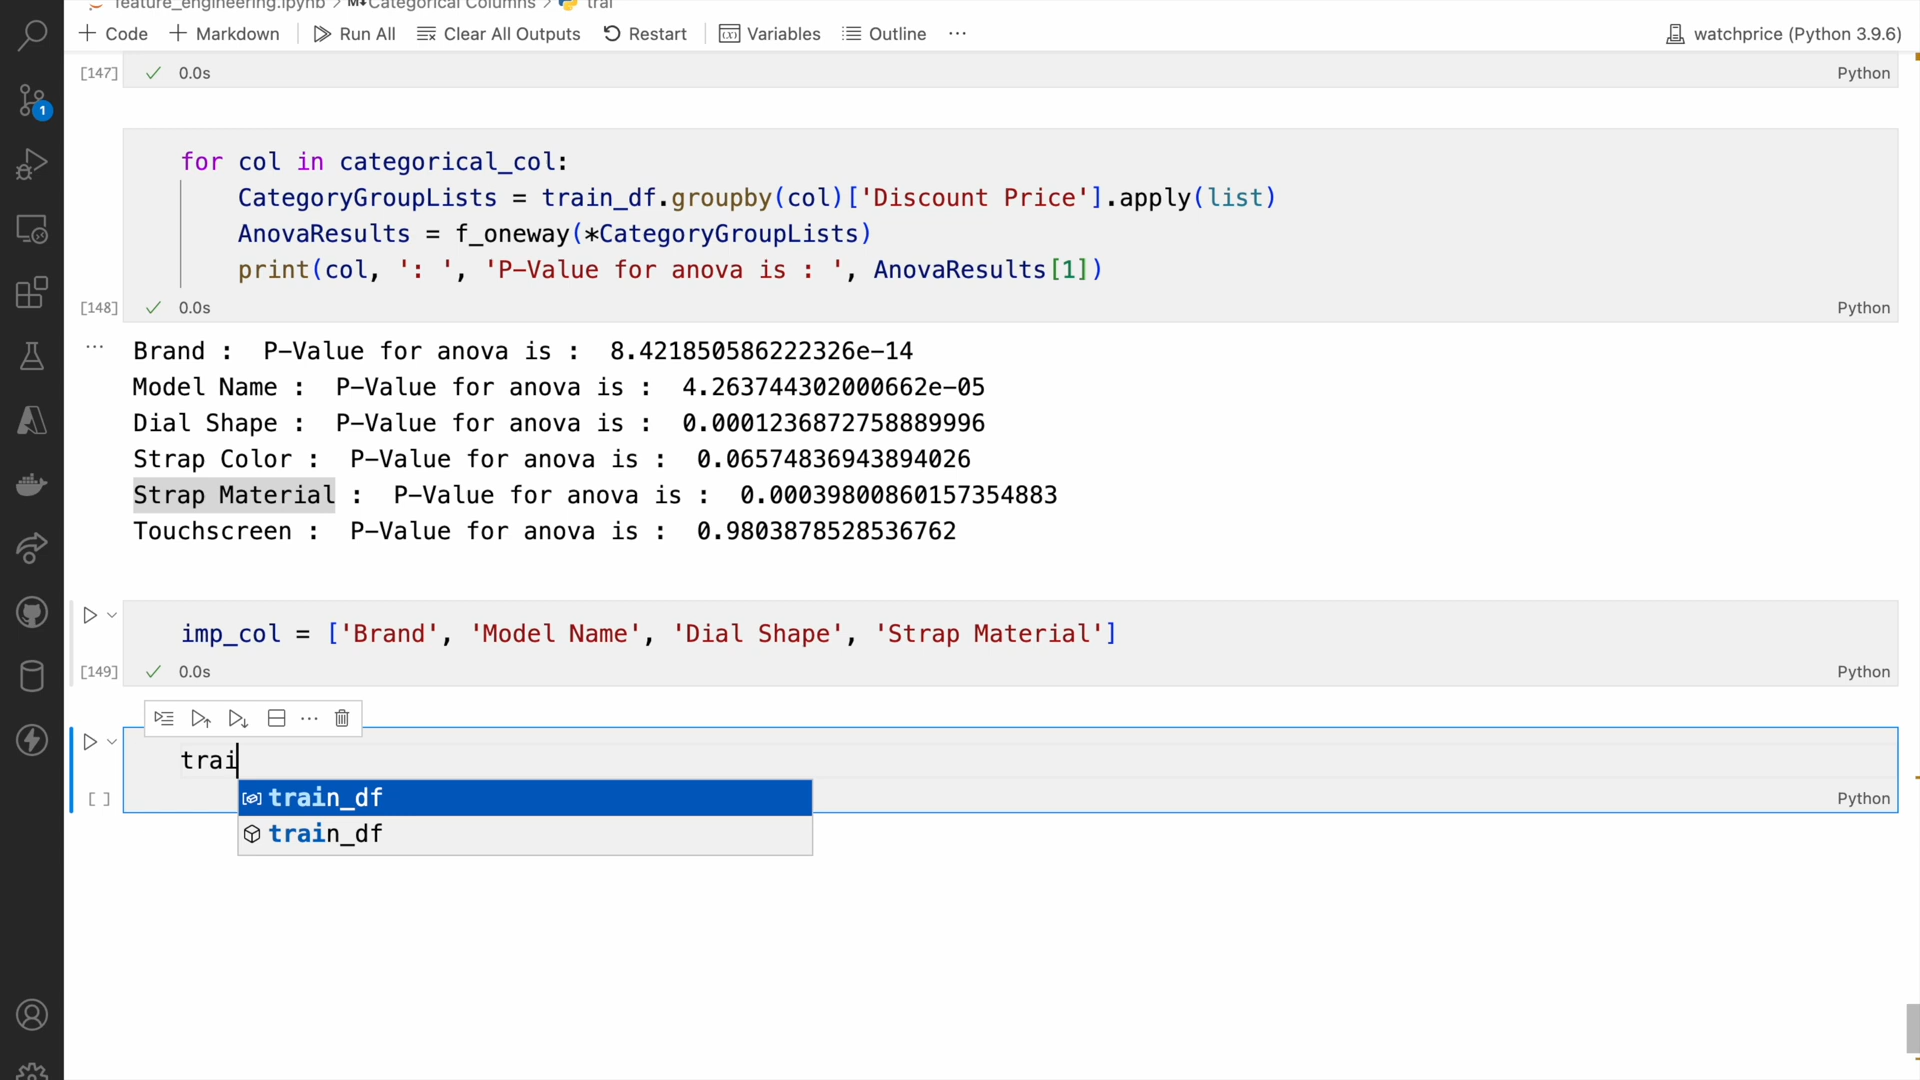 feature_engineering.ipynb > M↓Categorical Columns > trai
+ Code + Markdown Run All Clear All Outputs Restart Variables Outline ... watchprice (Python 3.9.6)
[147] 0.0s Python
1
for col in categorical_col:
CategoryGroupLists = train_df.groupby(col)['Discount Price'].apply(list)
AnovaResults = f_oneway(*CategoryGroupLists)
print(col, ': ', 'P-Value for anova is : ', AnovaResults[1])
[148] 0.0s Python
...
Brand :  P-Value for anova is :  8.421850586222326e-14
Model Name :  P-Value for anova is :  4.263744302000662e-05
Dial Shape :  P-Value for anova is :  0.0001236872758889996
Strap Color :  P-Value for anova is :  0.06574836943894026
Strap Material :  P-Value for anova is :  0.00039800860157354883
Touchscreen :  P-Value for anova is :  0.9803878528536762
imp_col = ['Brand', 'Model Name', 'Dial Shape', 'Strap Material']
[149] 0.0s Python
...
trai
[ ] Python
train_df
train_df